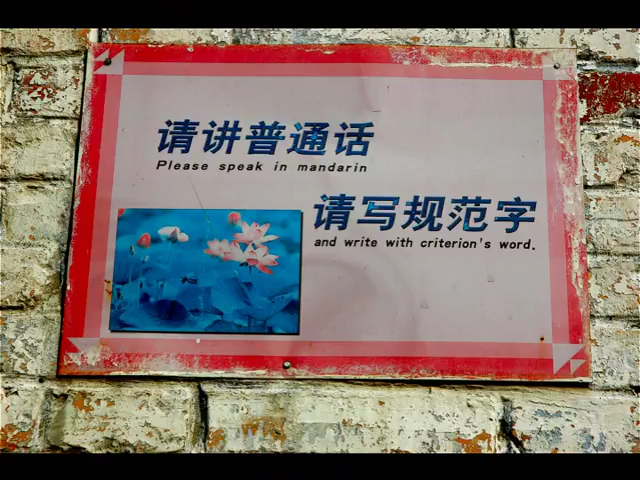 请讲普通话
Please speak in mandarin
请写规范字
and write with criterion's word.